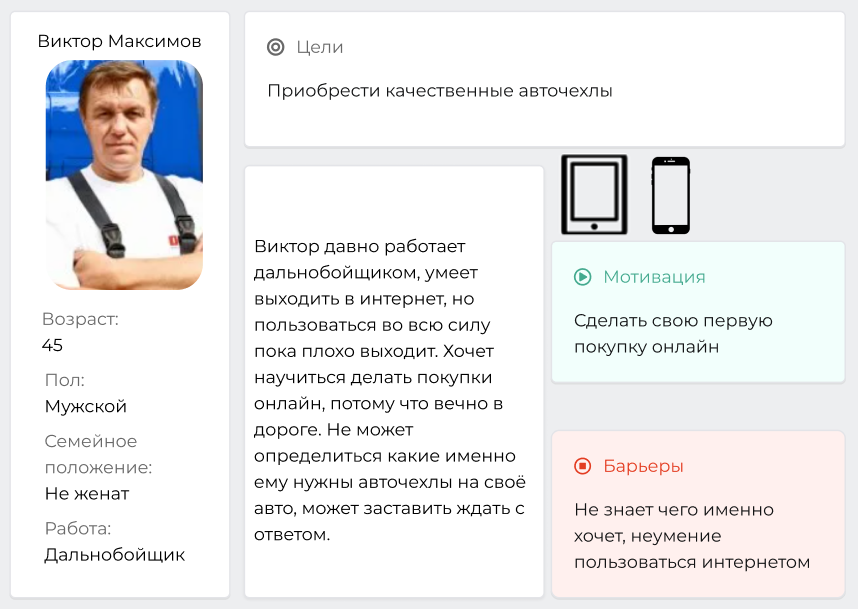 Виктор Максимов
Возраст:
45
Пол:
Мужской
Семейное
положение:
Не женат
Работа:
Дальнобойщик
Цели
Приобрести качественные авточехлы
Виктор давно работает
дальнобойщиком, умеет
выходить в интернет, но
пользоваться во всю силу
пока плохо выходит. Хочет
научиться делать покупки
онлайн, потому что вечно в
дороге. Не может
определиться какие именно
ему нужны авточехлы на своё
авто, может заставить ждать с
ответом.
Мотивация
Сделать свою первую
покупку онлайн
Барьеры
Не знает чего именно
хочет, неумение
пользоваться интернетом